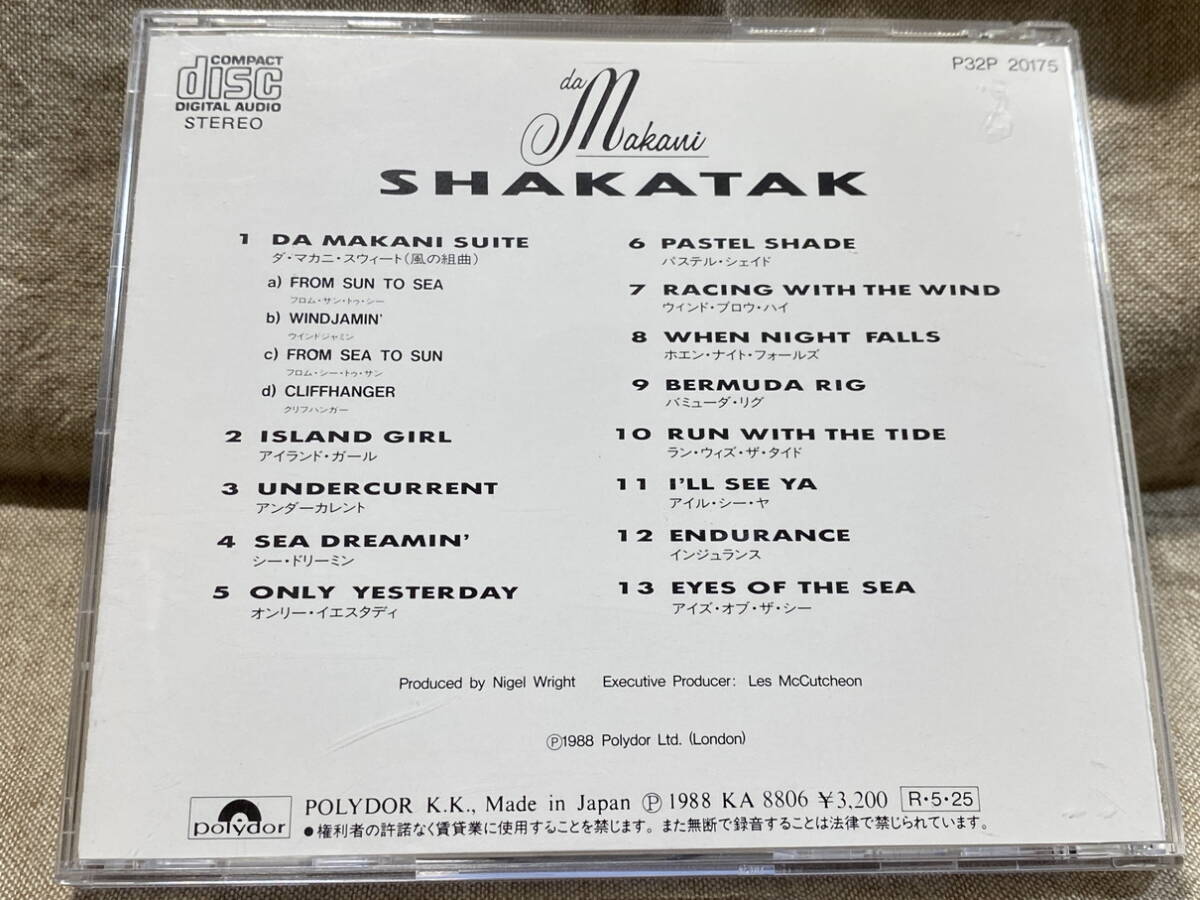 COMPACT
disc
DIGITAL AUDIO
STEREO
P32P 20175
da
Makani
SHAKATAK
1 DA MAKANI SUITE
ダ・マカニ・スウィート(風の組曲)
a) FROM SUN TO SEA
フロム・サン・トゥ・シー
b) WINDJAMIN'
ウインドジャミン
c) FROM SEA TO SUN
フロム・シー・トゥ・サン
d) CLIFFHANGER
クリフハンガー
2 ISLAND GIRL
アイランド・ガール
3 UNDERCURRENT
アンダーカレント
4 SEA DREAMIN'
シー・ドリーミン
5 ONLY YESTERDAY
オンリー・イエスタディ
6 PASTEL SHADE
パステル・シェイド
7 RACING WITH THE WIND
ウィンド・ブロウ・ハイ
8 WHEN NIGHT FALLS
ホエン・ナイト・フォールズ
9 BERMUDA RIG
バミューダ・リグ
10 RUN WITH THE TIDE
ラン・ウィズ・ザ・タイド
11 I'LL SEE YA
アイル・シー・ヤ
12 ENDURANCE
インジュランス
13 EYES OF THE SEA
アイズ・オブ・ザ・シー
Produced by Nigel Wright Executive Producer: Les McCutcheon
Ⓟ1988 Polydor Ltd. (London)
polydor
POLYDOR K.K., Made in Japan Ⓟ 1988 KA 8806 ¥3,200 R・5・25
●権利者の許諾なく賃貸業に使用することを禁じます。また無断で録音することは法律で禁じられています。